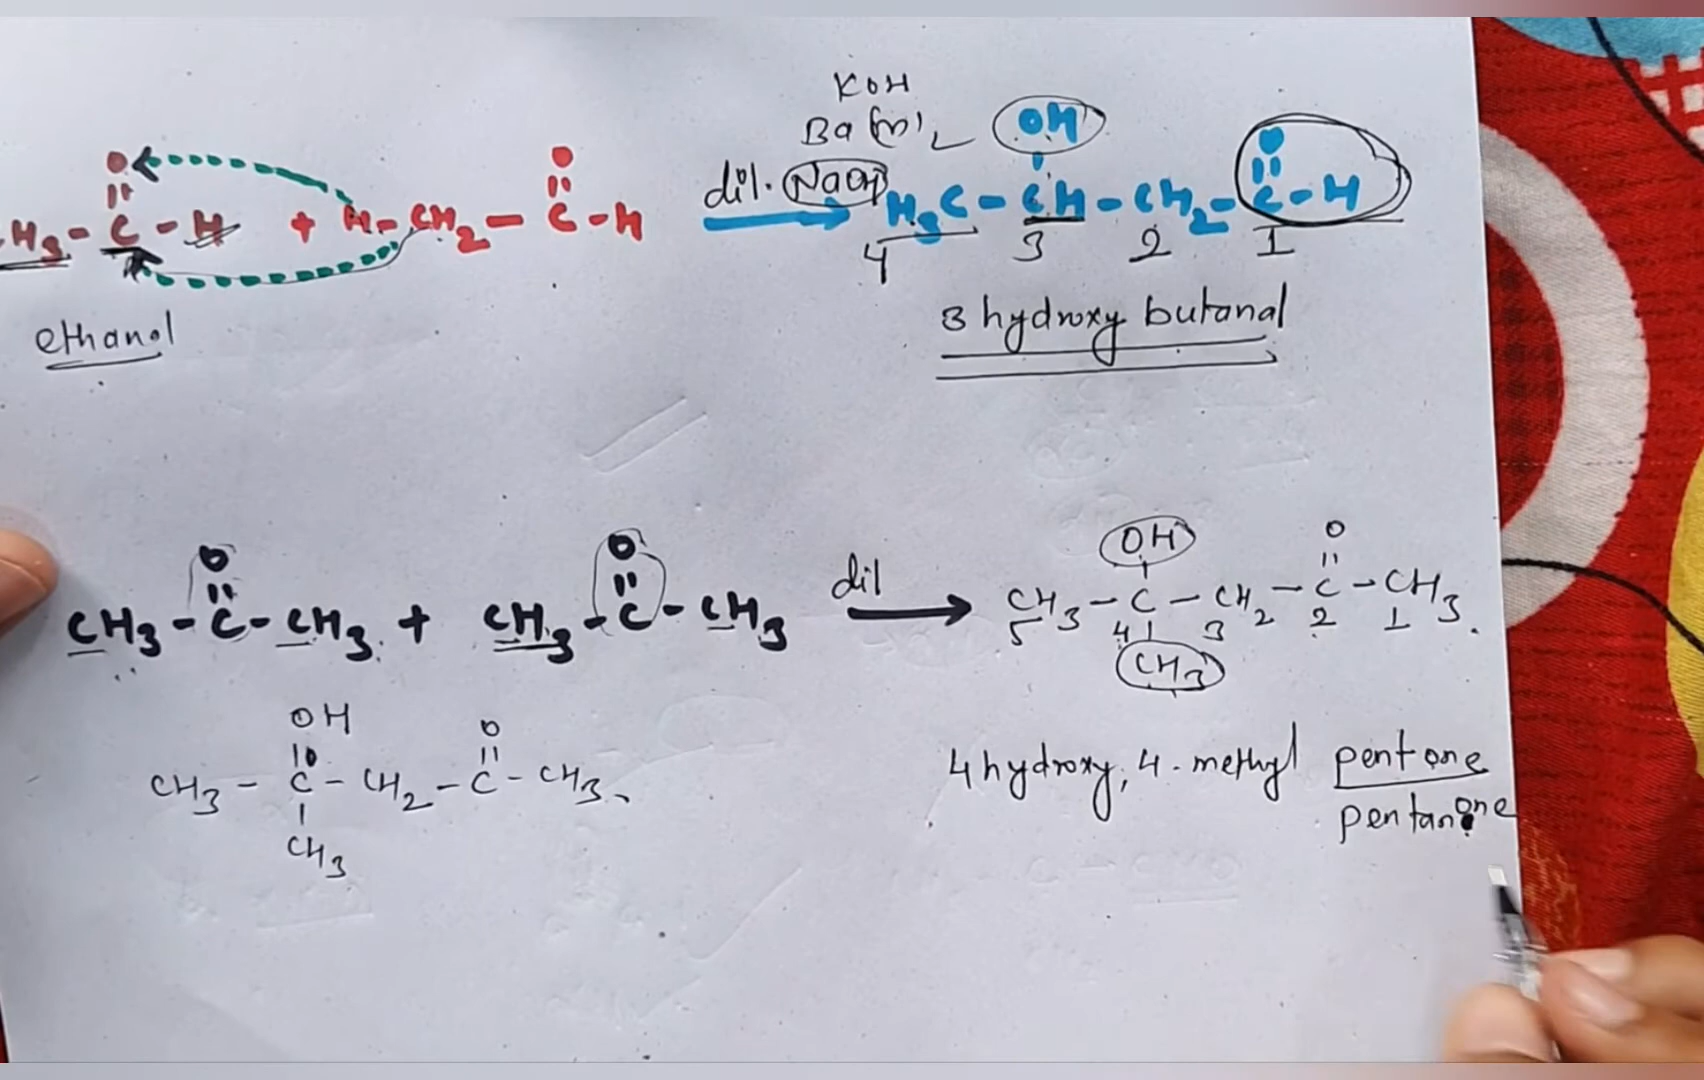 KOH
Ba(OH)2
OH
O
O
O
dil. NaOH
H3 - C - H + H - CH2 - C - H
H3C - CH - CH2 - C - H
4 3 2 1
ethanol
3 hydroxy butanal
O
O
OH
O
CH3 - C - CH3 + CH3 - C - CH3
dil
CH3 - C - CH2 - C - CH3.
5 4 3 2 1
CH3
OH
O
CH3 - C - CH2 - C - CH3
CH3
4 hydroxy, 4 - methyl pentone
pentanone